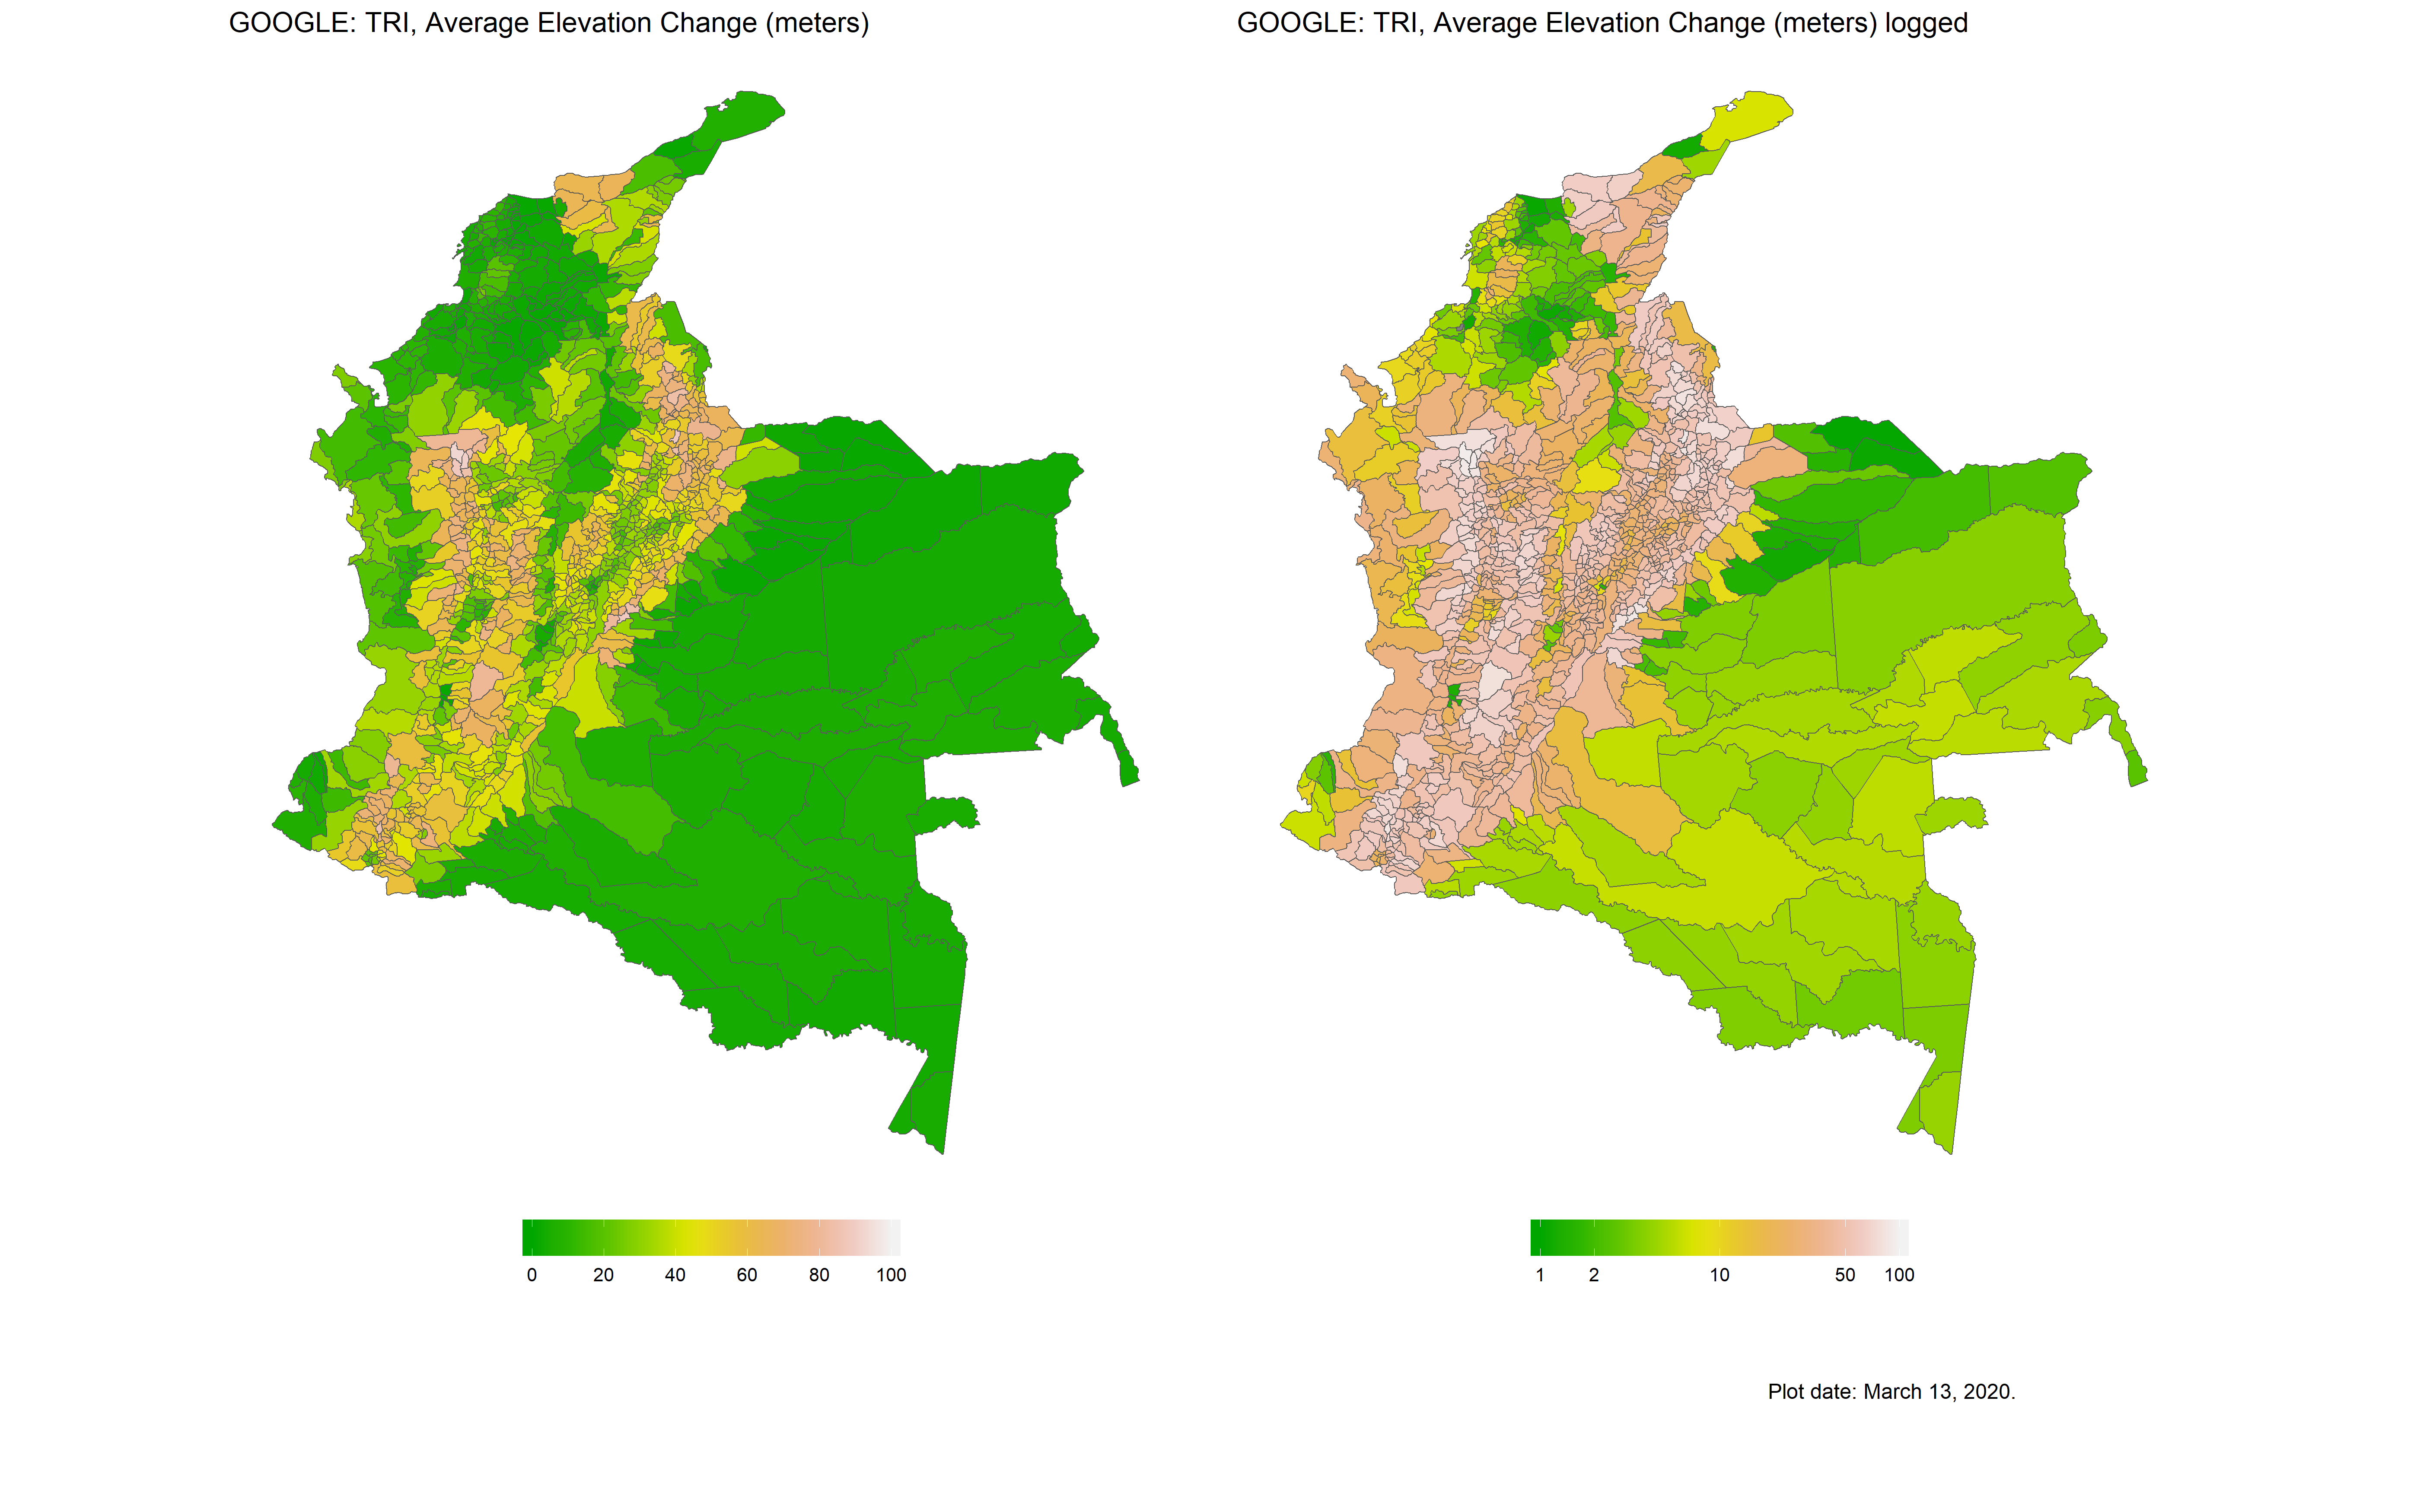 GOOGLE: TRI, Average Elevation Change (meters)
GOOGLE: TRI, Average Elevation Change (meters) logged
0 20 40 60 80 100
1 2 10 50 100
Plot date: March 13, 2020.